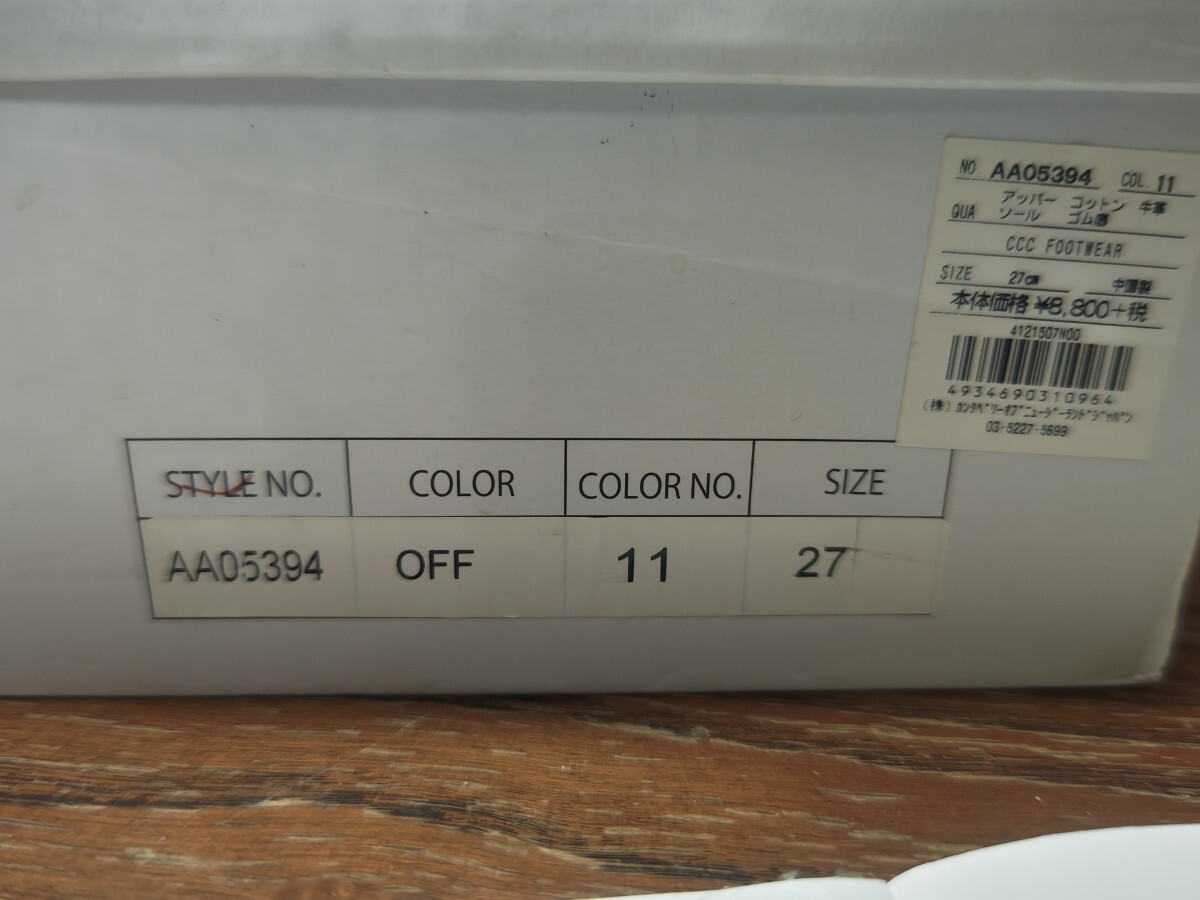 NO AA05394 COL 11
QUA アッパー コットン 牛革
ソール ゴム底
CCC FOOTWEAR
SIZE 27cm 中国製
本体価格 ¥8,800+税
4121507N00
4934690310964
(株)カンタベリーオブニュージーランドジャパン
03-5227-5699
STYLE NO. COLOR COLOR NO. SIZE
AA05394 OFF 11 27